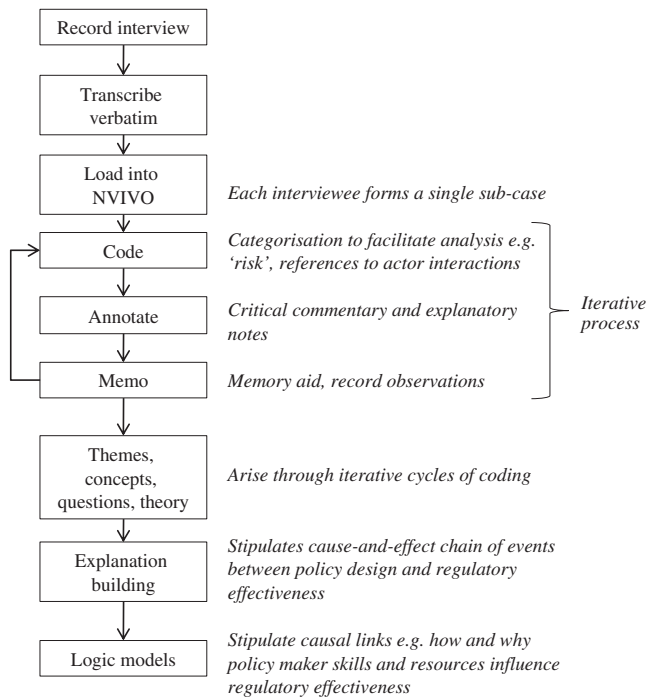 Record interview
Transcribe
verbatim
Load into
NVIVO
Each interviewee forms a single sub-case
Code
Categorisation to facilitate analysis e.g.
‘risk’, references to actor interactions
Annotate
Critical commentary and explanatory
notes
Iterative
process
Memo
Memory aid, record observations
Themes,
concepts,
questions, theory
Arise through iterative cycles of coding
Explanation
building
Stipulates cause-and-effect chain of events
between policy design and regulatory
effectiveness
Logic models
Stipulate causal links e.g. how and why
policy maker skills and resources influence
regulatory effectiveness